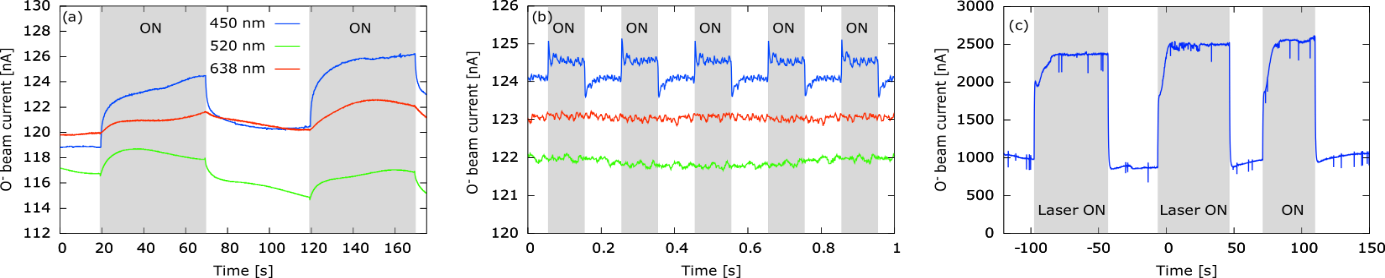 (a)
ON
ON
450 nm
520 nm
638 nm
O⁻ beam current [nA]
130
128
126
124
122
120
118
116
114
112
0 20 40 60 80 100 120 140 160
Time [s]
(b)
ON ON ON ON ON
O⁻ beam current [nA]
126
125
124
123
122
121
120
0 0.2 0.4 0.6 0.8 1
Time [s]
(c)
O⁻ beam current [nA]
3000
2500
2000
1500
1000
500
0
Laser ON Laser ON ON
-100 -50 0 50 100 150
Time [s]